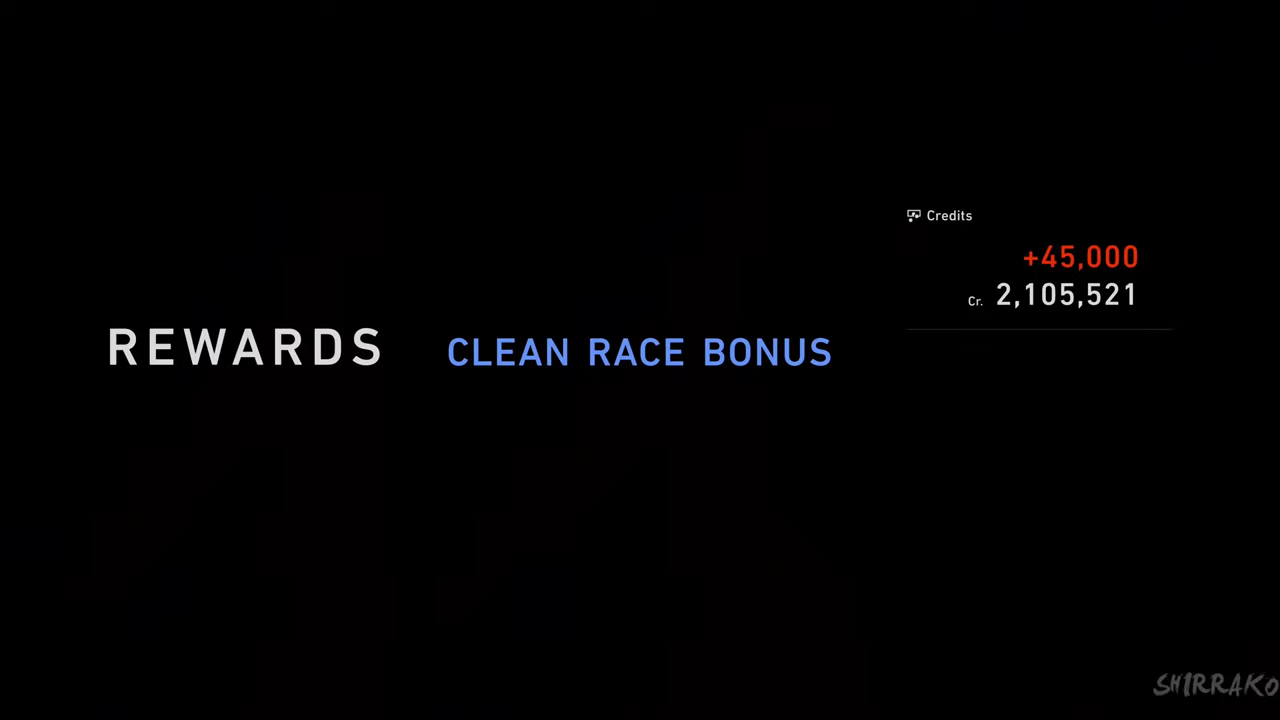 Credits
+45,000
Cr. 2,105,521
REWARDS CLEAN RACE BONUS
SHIRRAKO